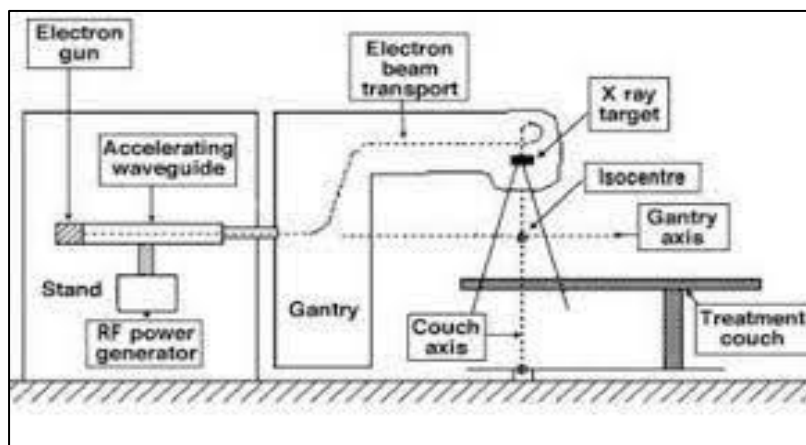 Electron
gun
Electron
beam
transport
X ray
target
Accelerating
waveguide
Isocentre
Gantry
axis
Stand
Gantry
RF power
generator
Couch
axis
Treatment
couch